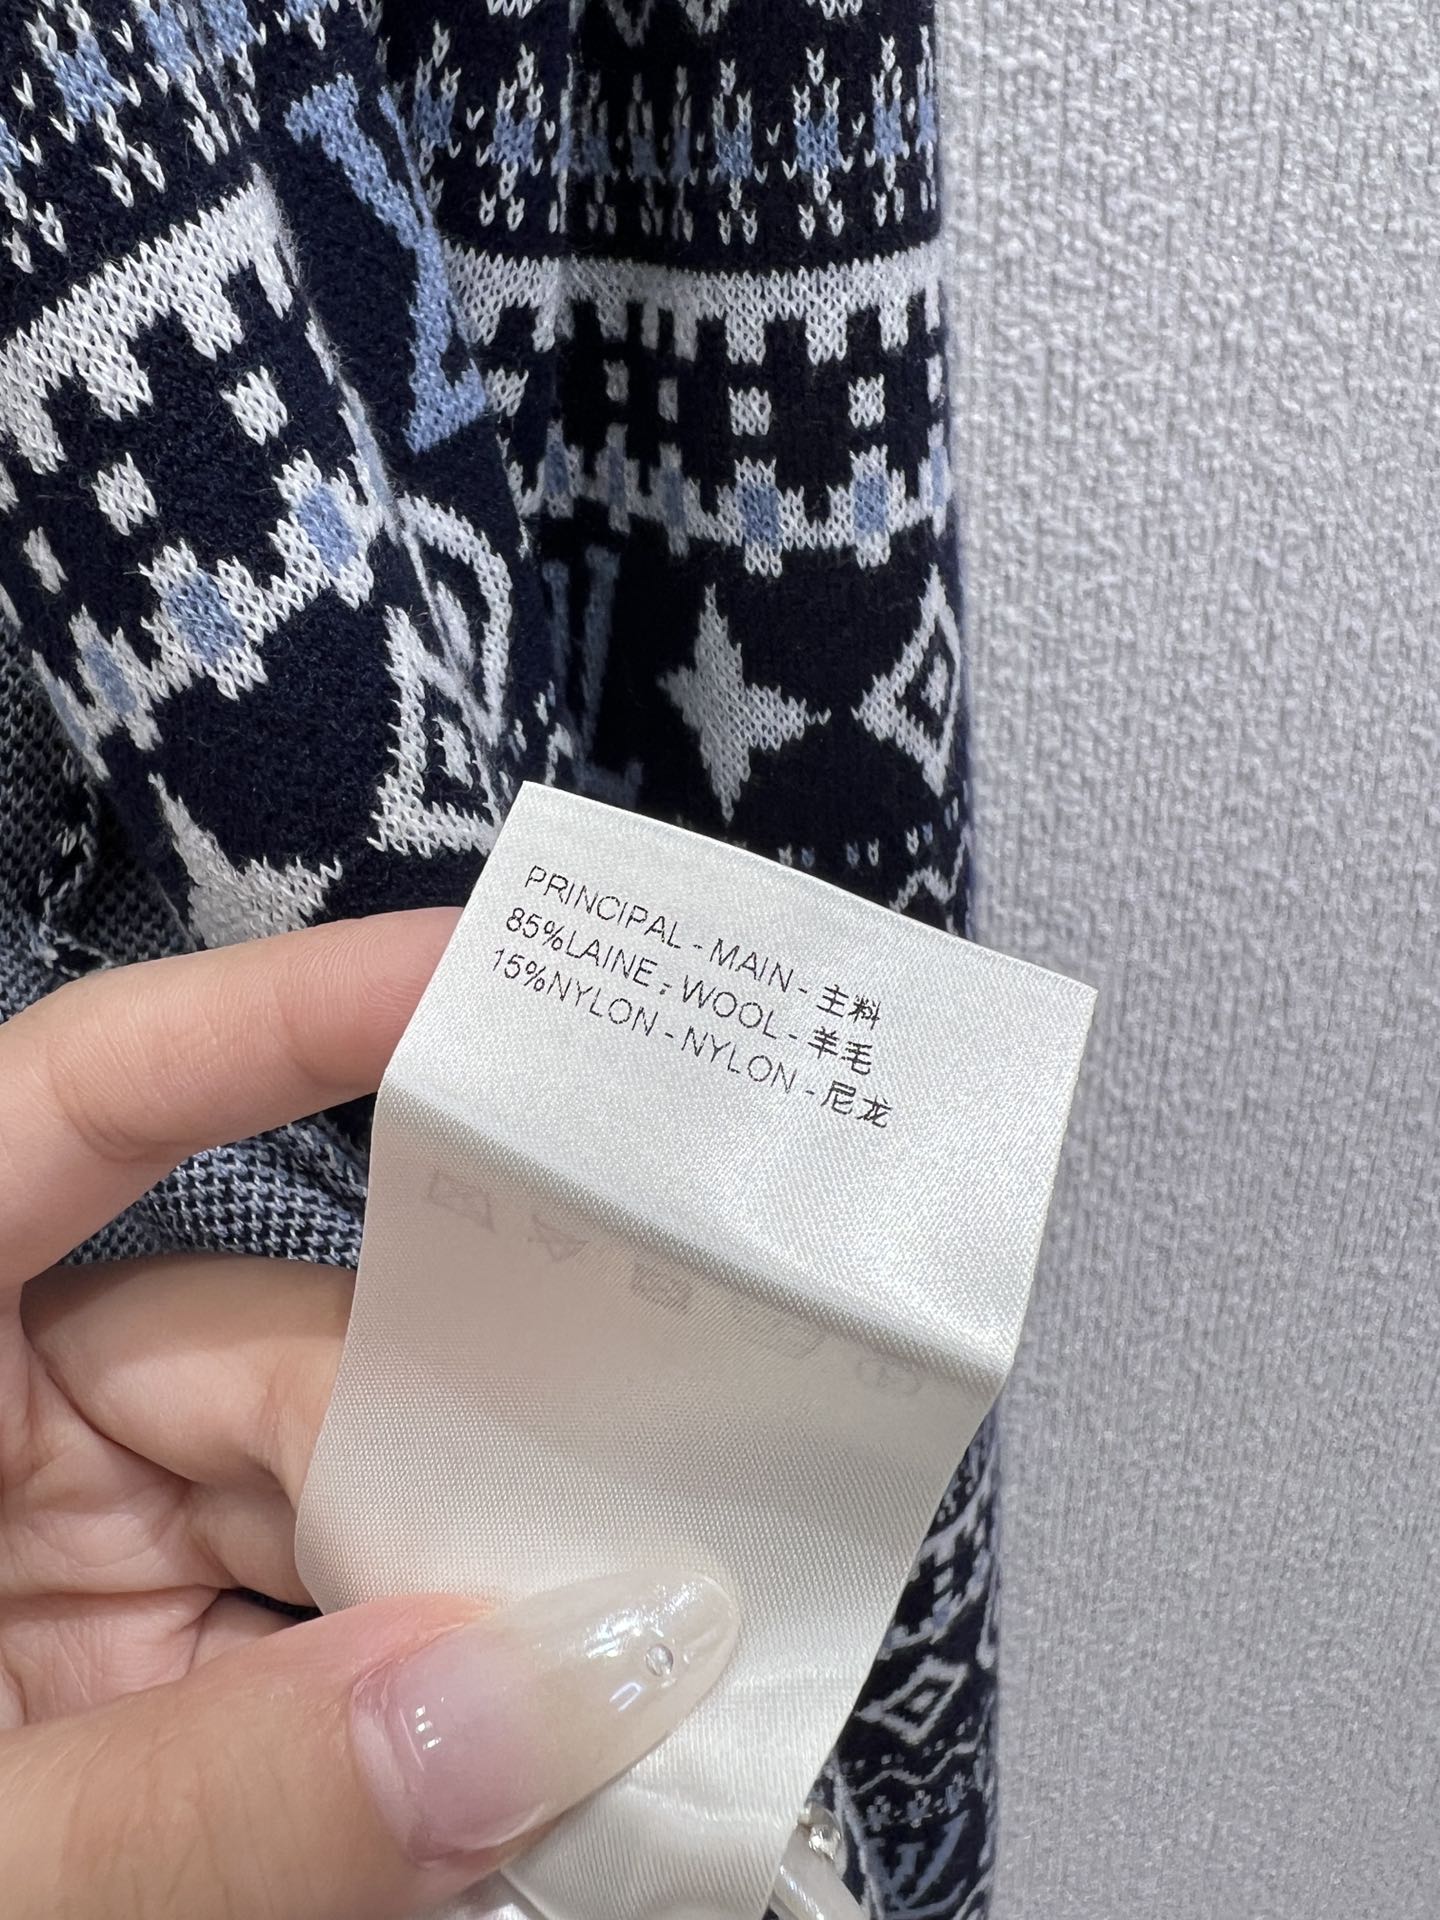 PRINCIPAL - MAIN - 主料
85%LAINE - WOOL - 羊毛
15%NYLON - NYLON - 尼龙